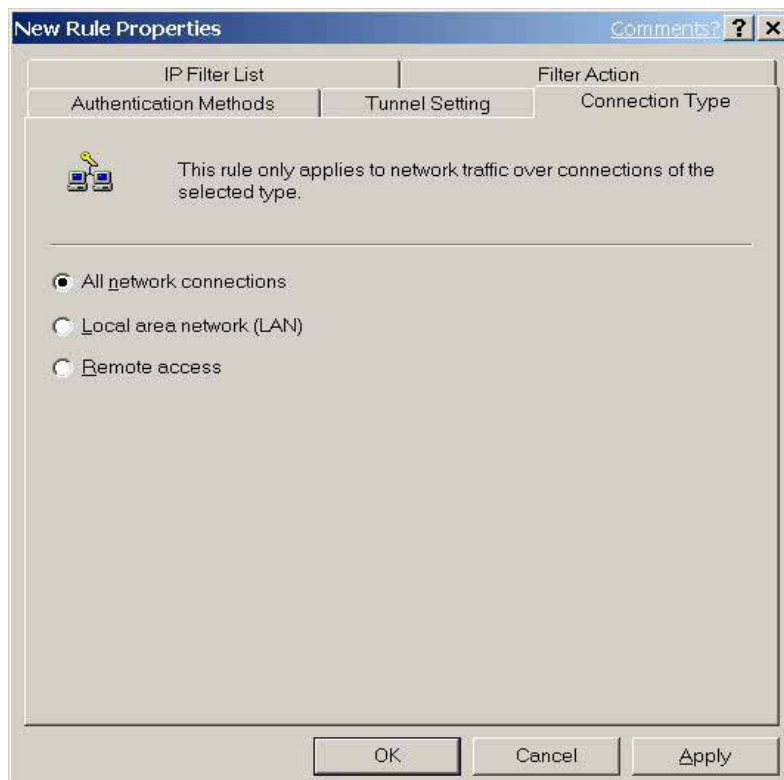 New Rule Properties Comments? ? ×
IP Filter List Filter Action
Authentication Methods Tunnel Setting Connection Type
This rule only applies to network traffic over connections of the
selected type.
All network connections
Local area network (LAN)
Remote access
OK Cancel Apply